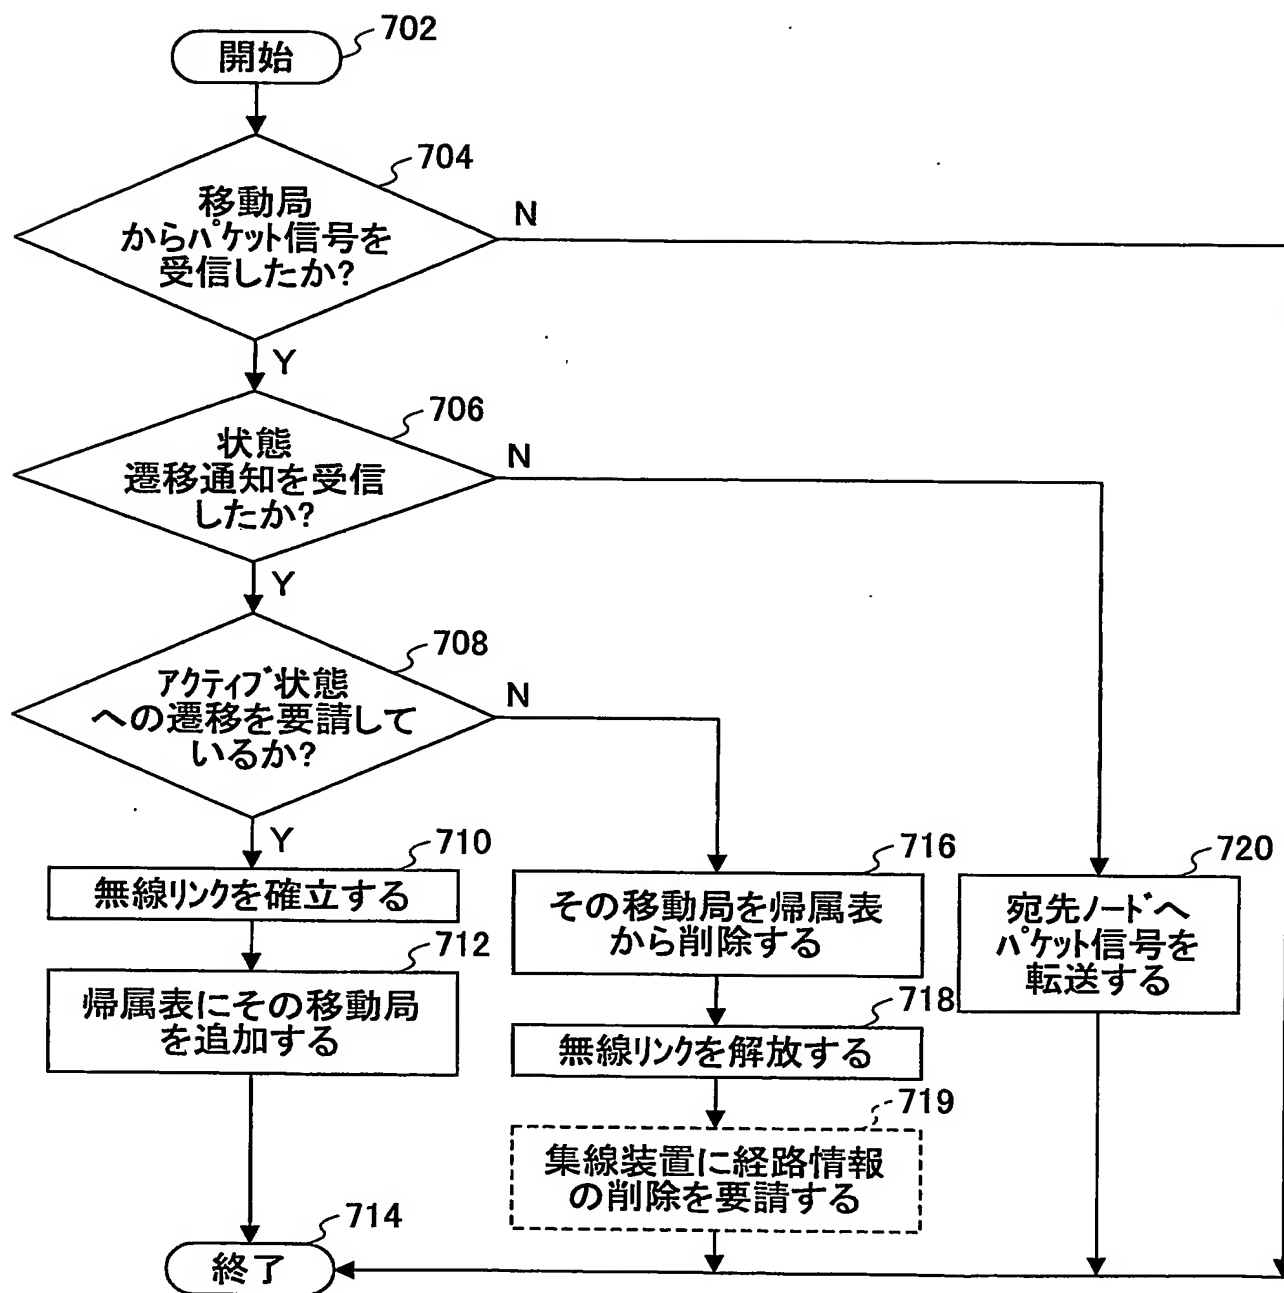 開始
702
移動局
からパケット信号を
受信したか?
704
N
Y
状態
遷移通知を受信
したか?
706
N
Y
アクティブ状態
への遷移を要請して
いるか?
708
N
Y
無線リンクを確立する
710
帰属表にその移動局
を追加する
712
その移動局を帰属表
から削除する
716
無線リンクを解放する
718
集線装置に経路情報
の削除を要請する
719
宛先ノードへ
パケット信号を
転送する
720
終了
714